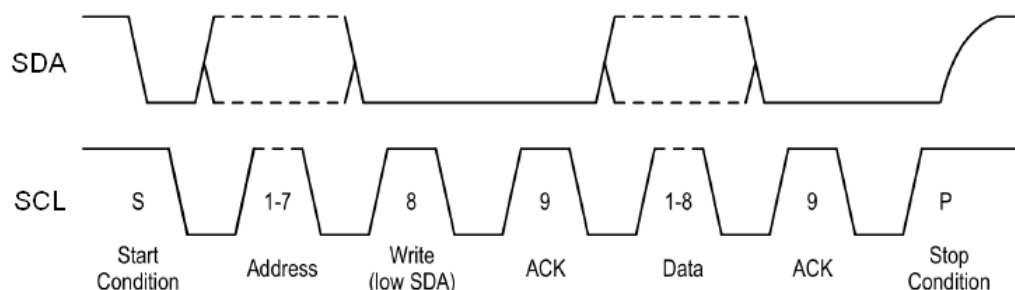 SDA
SCL
S
1-7
8
9
1-8
9
P
Start
Condition
Address
Write
(low SDA)
ACK
Data
ACK
Stop
Condition